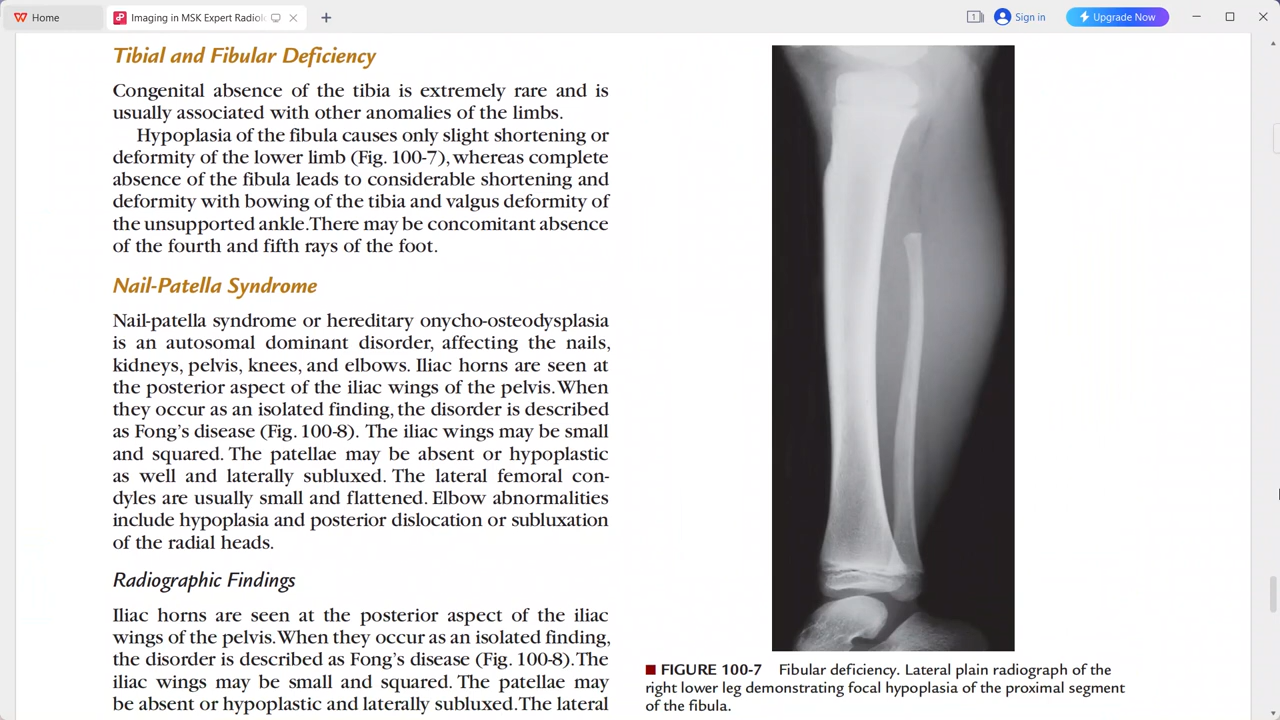 Home
Imaging in MSK Expert Radiol
1
Sign in
Upgrade Now
Tibial and Fibular Deficiency
Congenital absence of the tibia is extremely rare and is
usually associated with other anomalies of the limbs.
Hypoplasia of the fibula causes only slight shortening or
deformity of the lower limb (Fig. 100-7), whereas complete
absence of the fibula leads to considerable shortening and
deformity with bowing of the tibia and valgus deformity of
the unsupported ankle. There may be concomitant absence
of the fourth and fifth rays of the foot.
Nail-Patella Syndrome
Nail-patella syndrome or hereditary onycho-osteodysplasia
is an autosomal dominant disorder, affecting the nails,
kidneys, pelvis, knees, and elbows. Iliac horns are seen at
the posterior aspect of the iliac wings of the pelvis. When
they occur as an isolated finding, the disorder is described
as Fong's disease (Fig. 100-8). The iliac wings may be small
and squared. The patellae may be absent or hypoplastic
as well and laterally subluxed. The lateral femoral con-
dyles are usually small and flattened. Elbow abnormalities
include hypoplasia and posterior dislocation or subluxation
of the radial heads.
Radiographic Findings
Iliac horns are seen at the posterior aspect of the iliac
wings of the pelvis. When they occur as an isolated finding,
the disorder is described as Fong's disease (Fig. 100-8). The
iliac wings may be small and squared. The patellae may
be absent or hypoplastic and laterally subluxed. The lateral
FIGURE 100-7 Fibular deficiency. Lateral plain radiograph of the
right lower leg demonstrating focal hypoplasia of the proximal segment
of the fibula.